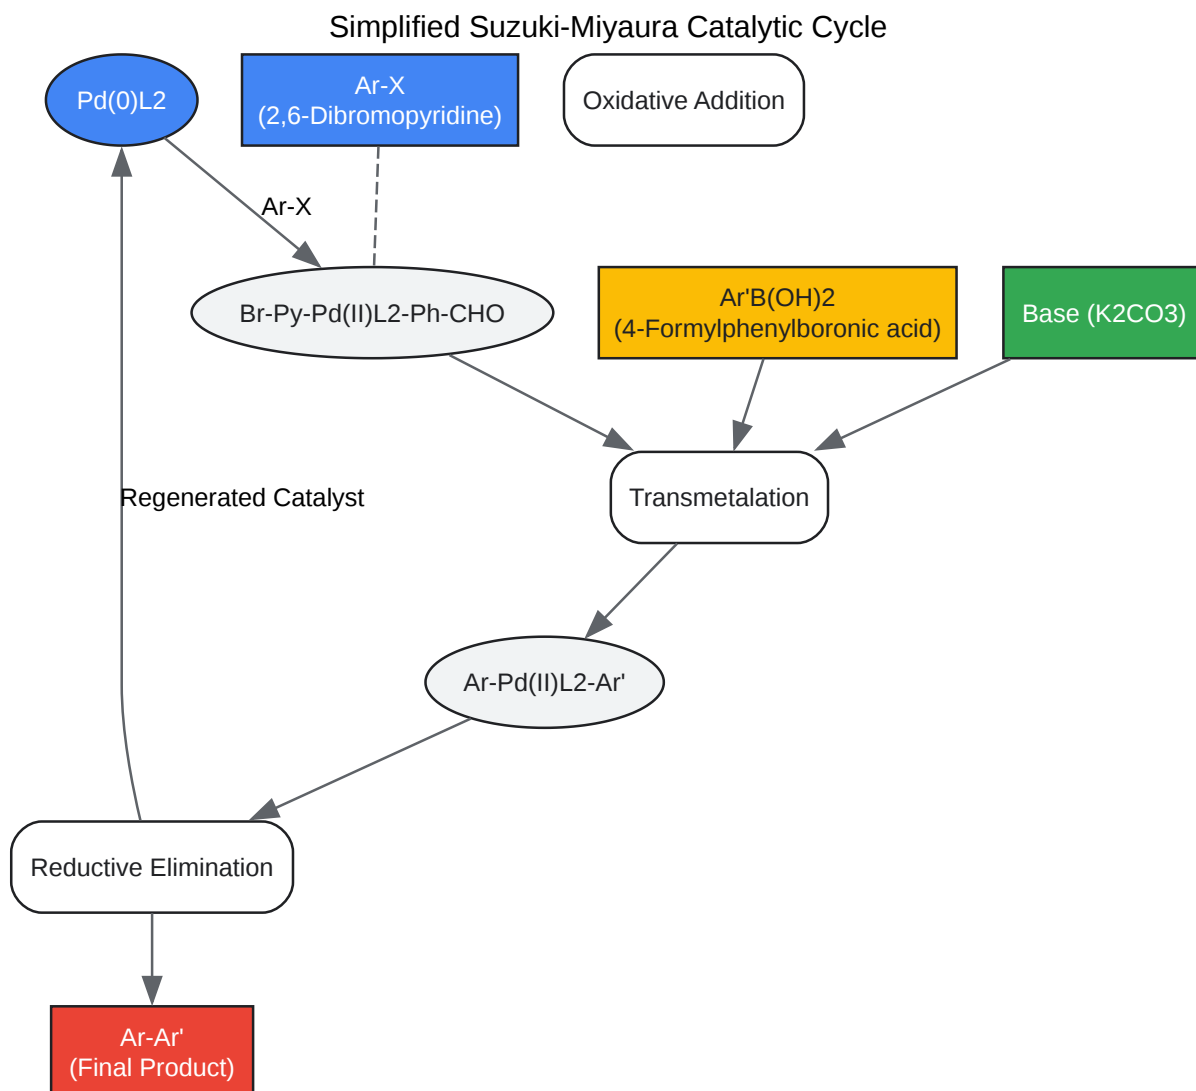 Simplified Suzuki-Miyaura Catalytic Cycle
Pd(0)L2
Ar-X
(2,6-Dibromopyridine)
Oxidative Addition
Ar-X
Br-Py-Pd(II)L2-Ph-CHO
Ar'B(OH)2
(4-Formylphenylboronic acid)
Base (K2CO3)
Regenerated Catalyst
Transmetalation
Ar-Pd(II)L2-Ar'
Reductive Elimination
Ar-Ar'
(Final Product)